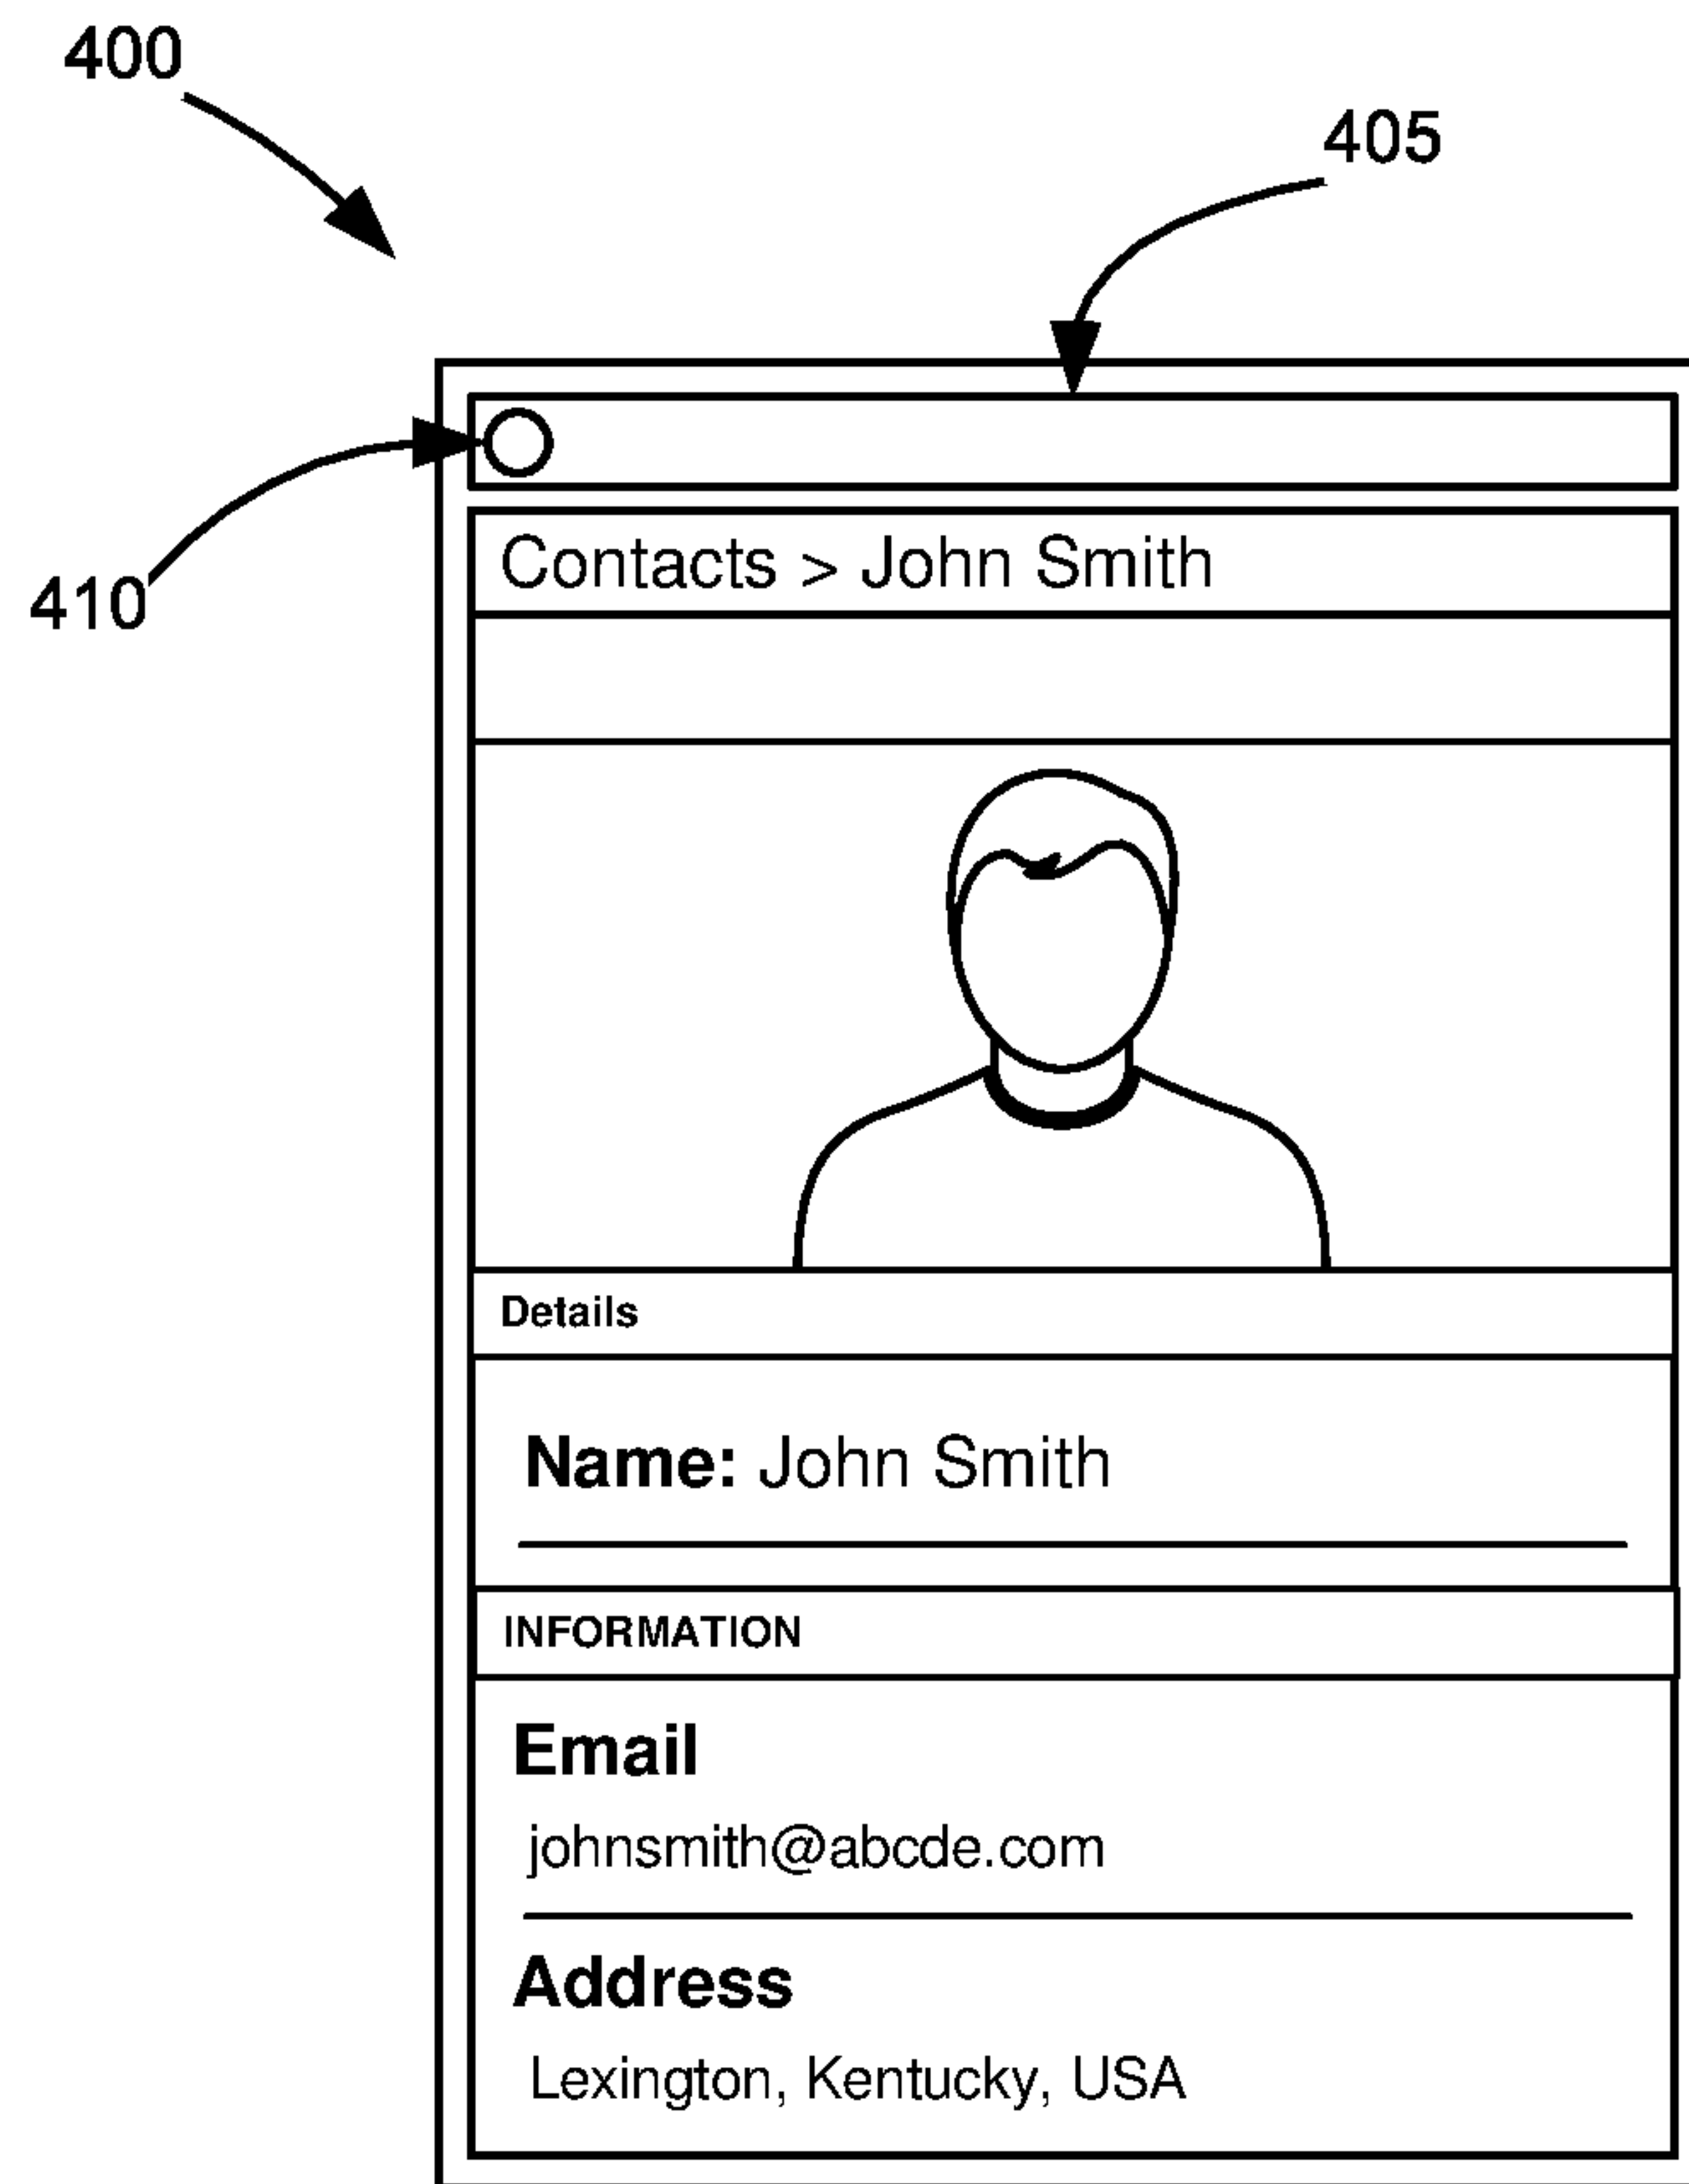 400
405
410
Contacts > John Smith
Details
Name: John Smith
INFORMATION
Email
johnsmith@abcde.com
Address
Lexington, Kentucky, USA